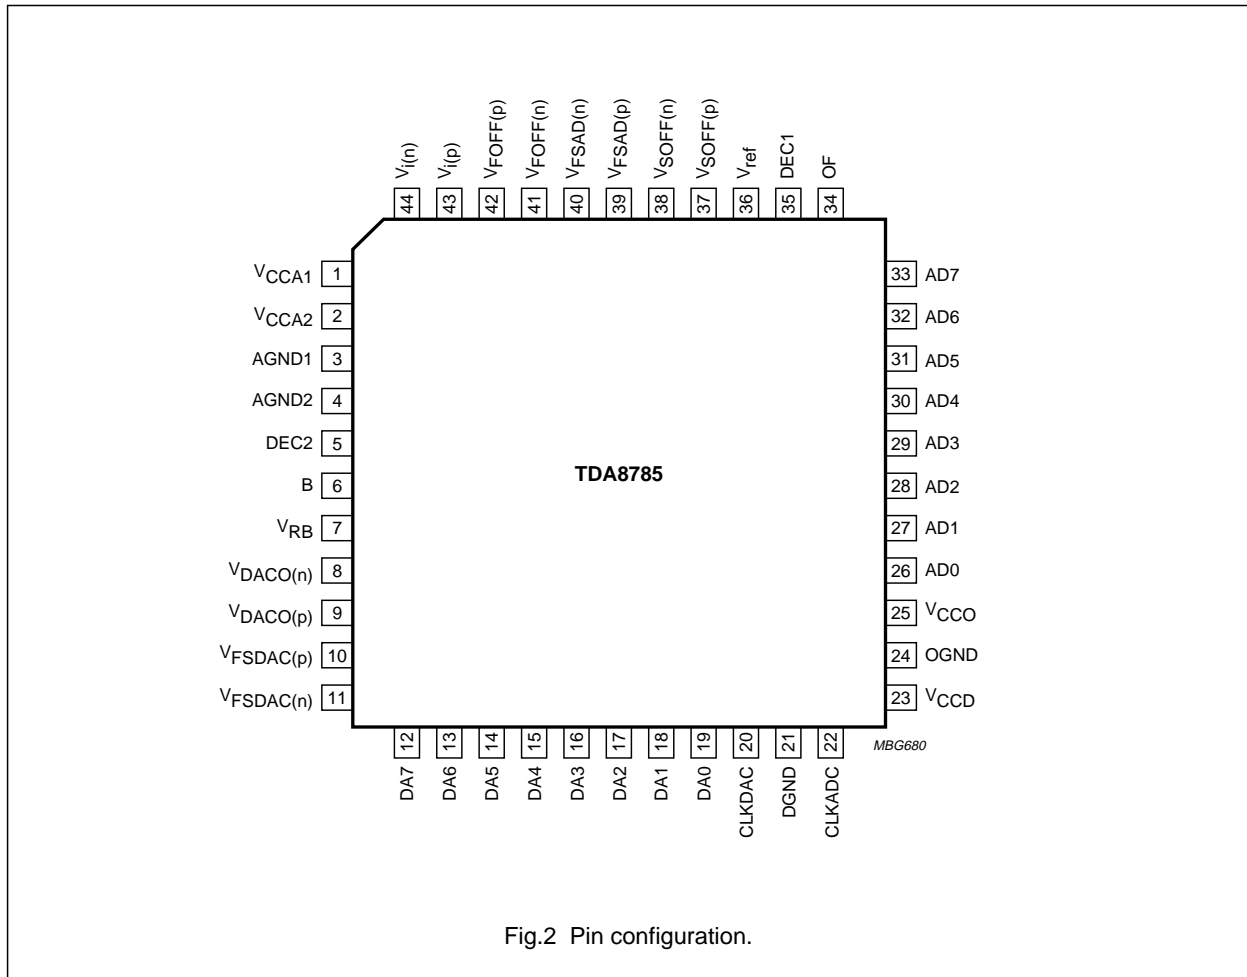 44 Vi(n)
43 Vi(p)
42 VFOFF(p)
41 VFOFF(n)
40 VFSAD(n)
39 VFSAD(p)
38 VSOFF(n)
37 VSOFF(p)
36 Vref
35 DEC1
34 OF
VCCA1 1
VCCA2 2
AGND1 3
AGND2 4
DEC2 5
B 6
VRB 7
VDACO(n) 8
VDACO(p) 9
VFSDAC(p) 10
VFSDAC(n) 11
TDA8785
33 AD7
32 AD6
31 AD5
30 AD4
29 AD3
28 AD2
27 AD1
26 AD0
25 VCCO
24 OGND
23 VCCD
12 DA7
13 DA6
14 DA5
15 DA4
16 DA3
17 DA2
18 DA1
19 DA0
20 CLKDAC
21 DGND
22 CLKADC
MBG680
Fig.2 Pin configuration.